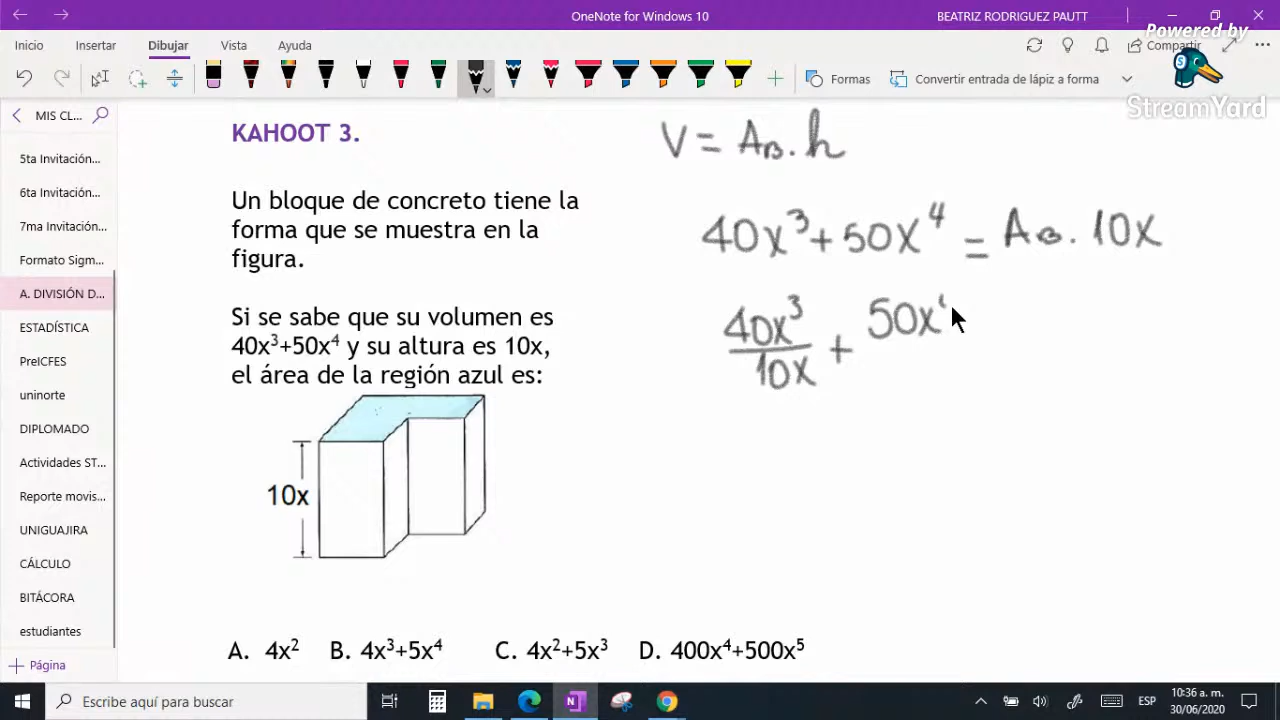 OneNote for Windows 10
BEATRIZ RODRIGUEZ PAUTT
Powered by
StreamYard
Inicio Insertar Dibujar Vista Ayuda Compartir
Formas Convertir entrada de lápiz a forma
MIS CL...
5ta Invitación...
6ta Invitación...
7ma Invitación...
Formato Sigm...
A. DIVISIÓN D...
ESTADÍSTICA
PreICFES
uninorte
DIPLOMADO
Actividades ST...
Reporte movis...
UNIGUAJIRA
CÁLCULO
BITÁCORA
estudiantes
Página
KAHOOT 3.
Un bloque de concreto tiene la
forma que se muestra en la
figura.
Si se sabe que su volumen es
40x³+50x⁴ y su altura es 10x,
el área de la región azul es:
10x
V = AB . h
40x³ + 50x⁴ = AB . 10x
40x³ + 50x
10x
A. 4x² B. 4x³+5x⁴ C. 4x²+5x³ D. 400x⁴+500x⁵
Escribe aquí para buscar
ESP
10:36 a. m.
30/06/2020